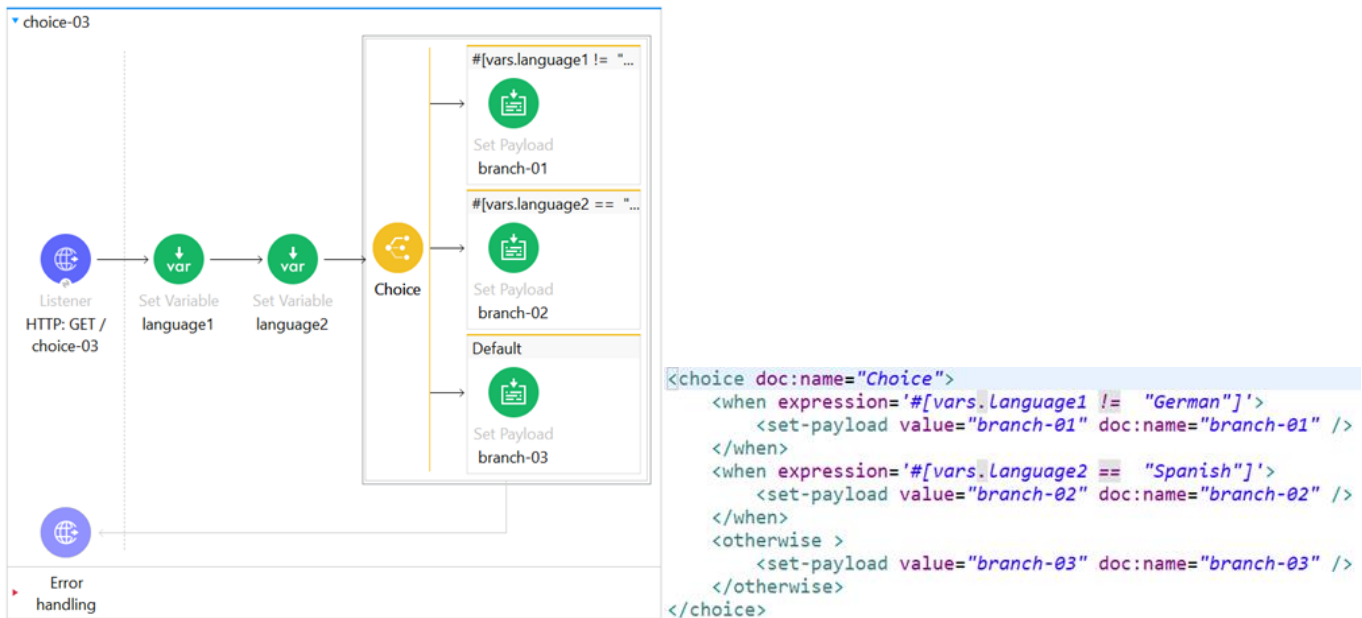 choice-03
#[vars.language1 != "...
Set Payload
branch-01
#[vars.language2 == "...
Set Payload
branch-02
Default
Set Payload
branch-03
Choice
var
Set Variable
language1
var
Set Variable
language2
Listener
HTTP: GET /
choice-03
Error
handling
<choice doc:name="Choice">
<when expression='#[vars.language1 != "German"]'>
<set-payload value="branch-01" doc:name="branch-01" />
</when>
<when expression='#[vars.language2 == "Spanish"]'>
<set-payload value="branch-02" doc:name="branch-02" />
</when>
<otherwise >
<set-payload value="branch-03" doc:name="branch-03" />
</otherwise>
</choice>